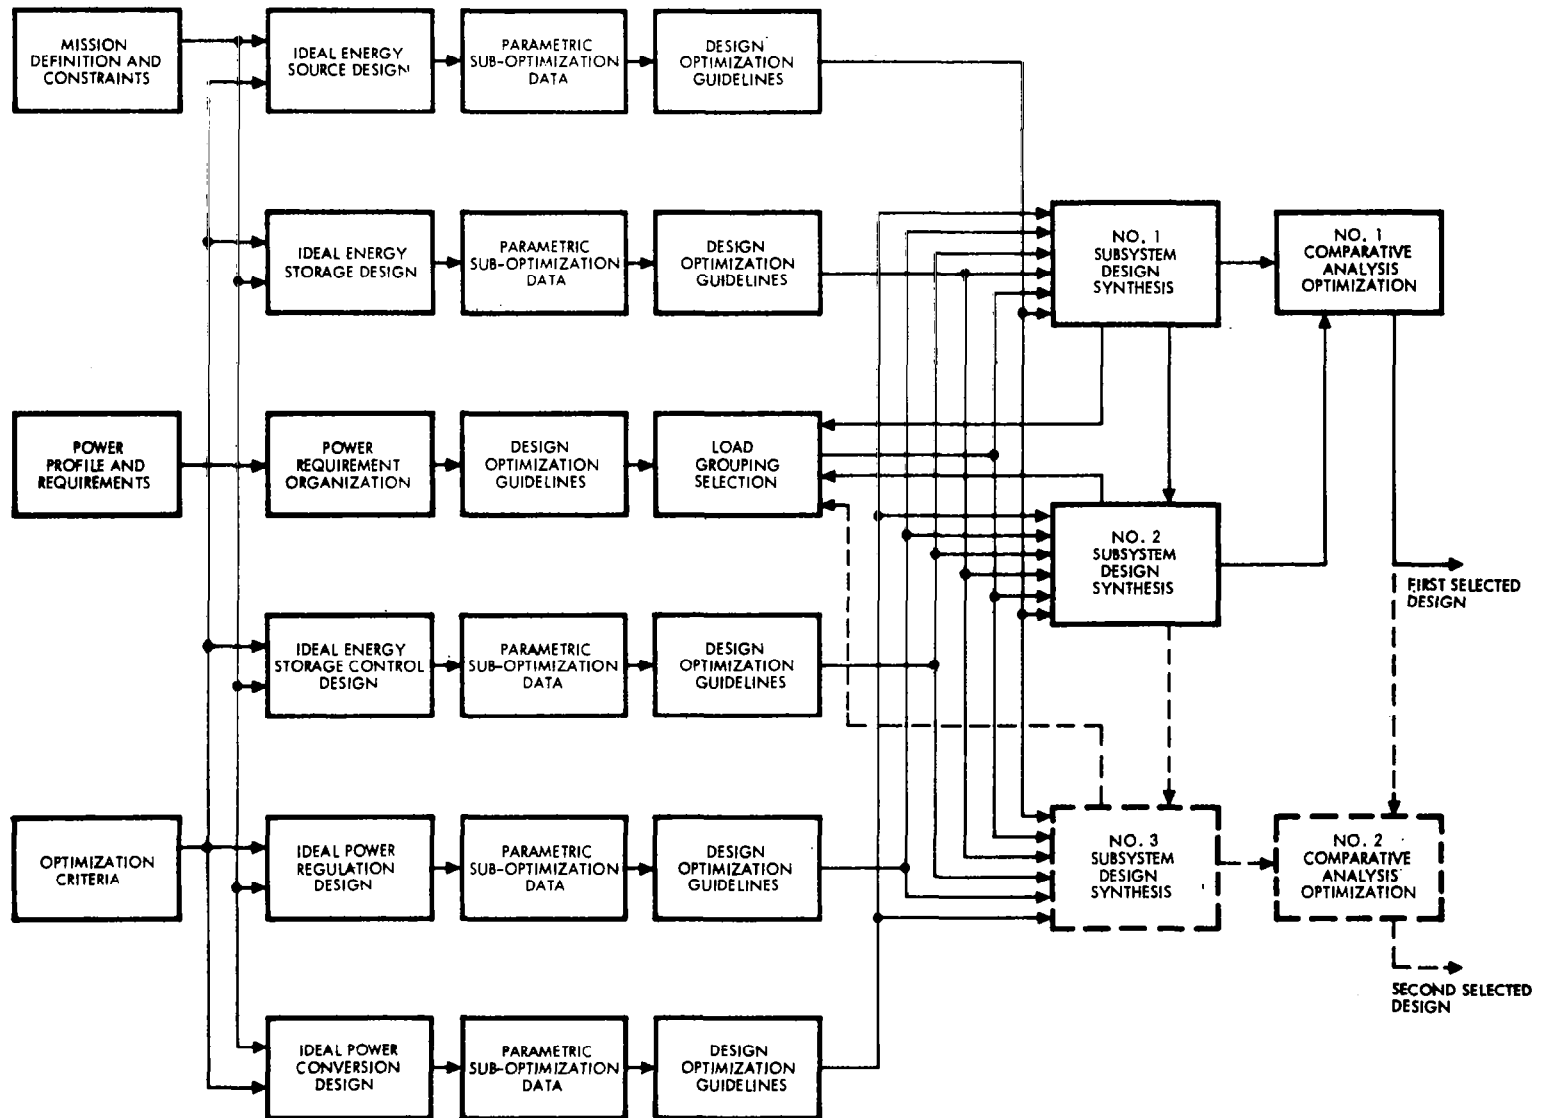 MISSION
DEFINITION AND
CONSTRAINTS
IDEAL ENERGY
SOURCE DESIGN
PARAMETRIC
SUB-OPTIMIZATION
DATA
DESIGN
OPTIMIZATION
GUIDELINES
IDEAL ENERGY
STORAGE DESIGN
PARAMETRIC
SUB-OPTIMIZATION
DATA
DESIGN
OPTIMIZATION
GUIDELINES
NO. 1
SUBSYSTEM
DESIGN
SYNTHESIS
NO. 1
COMPARATIVE
ANALYSIS
OPTIMIZATION
POWER
PROFILE AND
REQUIREMENTS
POWER
REQUIREMENT
ORGANIZATION
DESIGN
OPTIMIZATION
GUIDELINES
LOAD
GROUPING
SELECTION
NO. 2
SUBSYSTEM
DESIGN
SYNTHESIS
FIRST SELECTED
DESIGN
IDEAL ENERGY
STORAGE CONTROL
DESIGN
PARAMETRIC
SUB-OPTIMIZATION
DATA
DESIGN
OPTIMIZATION
GUIDELINES
OPTIMIZATION
CRITERIA
IDEAL POWER
REGULATION
DESIGN
PARAMETRIC
SUB-OPTIMIZATION
DATA
DESIGN
OPTIMIZATION
GUIDELINES
NO. 3
SUBSYSTEM
DESIGN
SYNTHESIS
NO. 2
COMPARATIVE
ANALYSIS
OPTIMIZATION
SECOND SELECTED
DESIGN
IDEAL POWER
CONVERSION
DESIGN
PARAMETRIC
SUB-OPTIMIZATION
DATA
DESIGN
OPTIMIZATION
GUIDELINES